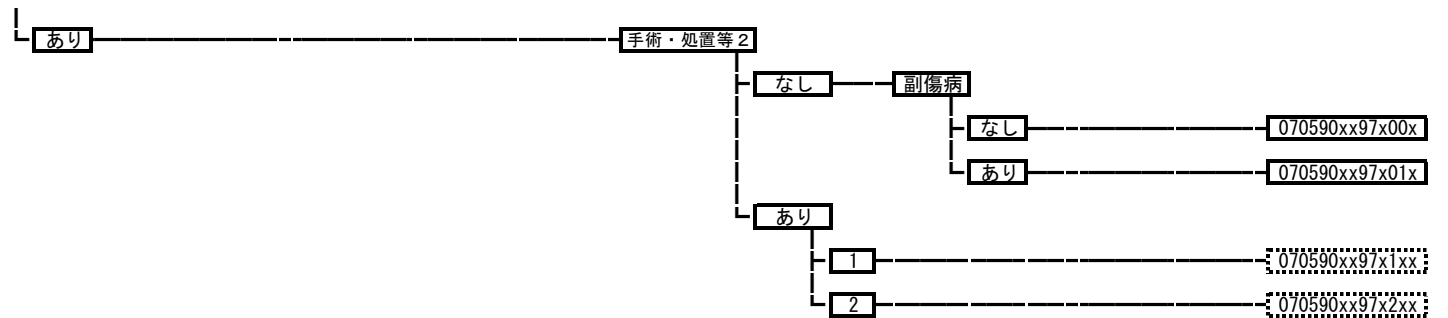 あり 手術・処置等２
なし 副傷病
なし 070590xx97x00x
あり 070590xx97x01x
あり
1 070590xx97x1xx
2 070590xx97x2xx